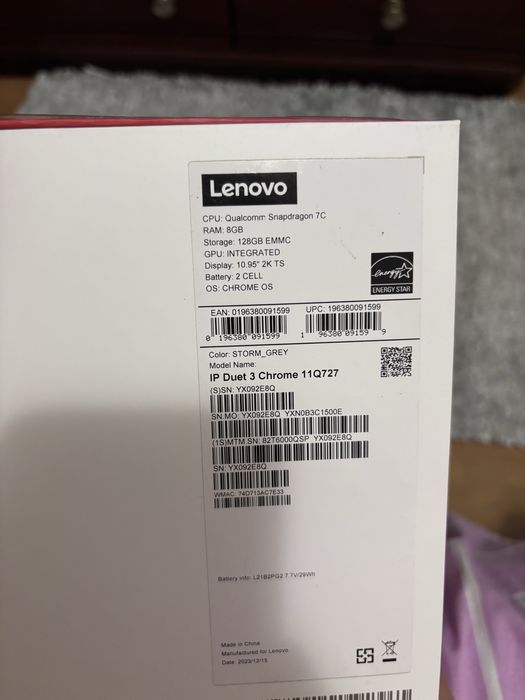 Lenovo
CPU: Qualcomm Snapdragon 7C
RAM: 8GB
Storage: 128GB EMMC
GPU: INTEGRATED
Display: 10.95" 2K TS
Battery: 2 CELL
OS: CHROME OS
energy
ENERGY STAR
EAN: 0196380091599 UPC: 196380091599
0 196380 091599 1 96380 09159 9
Color: STORM_GREY
Model Name:
IP Duet 3 Chrome 11Q727
(S)SN: YX092E8Q
SN.MO: YX092E8Q YXN0B3C1500E
(1S)MTM.SN: 82T6000QSP YX092E8Q
SN: YX092E8Q
WMAC: 74D713AC7E33
Battery info: L21B2PG2 7.7V/29Wh
Made in China
Manufactured for Lenovo
Date: 2023/12/15